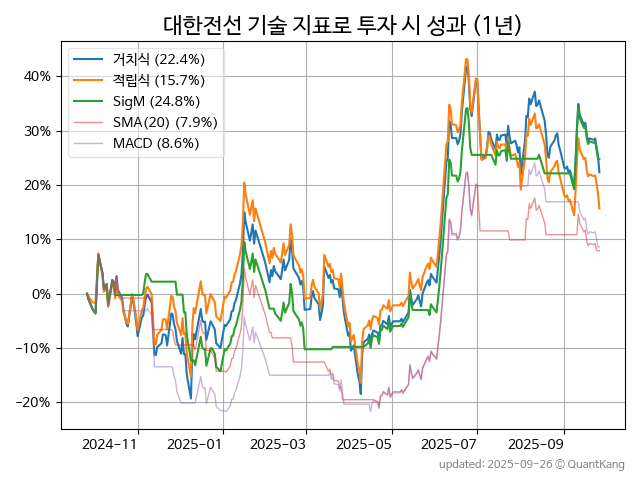 대한전선 기술 지표로 투자 시 성과 (1년)
거치식 (22.4%)
적립식 (15.7%)
SigM (24.8%)
SMA(20) (7.9%)
MACD (8.6%)
40%
30%
20%
10%
0%
−10%
−20%
2024-11
2025-01
2025-03
2025-05
2025-07
2025-09
updated: 2025-09-26 ⓒ QuantKang